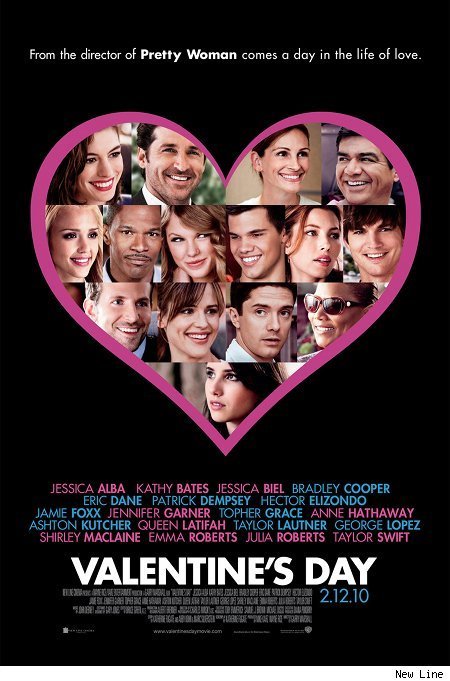 From the director of Pretty Woman comes a day in the life of love.
JESSICA ALBA KATHY BATES JESSICA BIEL BRADLEY COOPER
ERIC DANE PATRICK DEMPSEY HECTOR ELIZONDO
JAMIE FOXX JENNIFER GARNER TOPHER GRACE ANNE HATHAWAY
ASHTON KUTCHER QUEEN LATIFAH TAYLOR LAUTNER GEORGE LOPEZ
SHIRLEY MACLAINE EMMA ROBERTS JULIA ROBERTS TAYLOR SWIFT
VALENTINE'S DAY
2.12.10
www.valentinesdaymovie.com
New Line